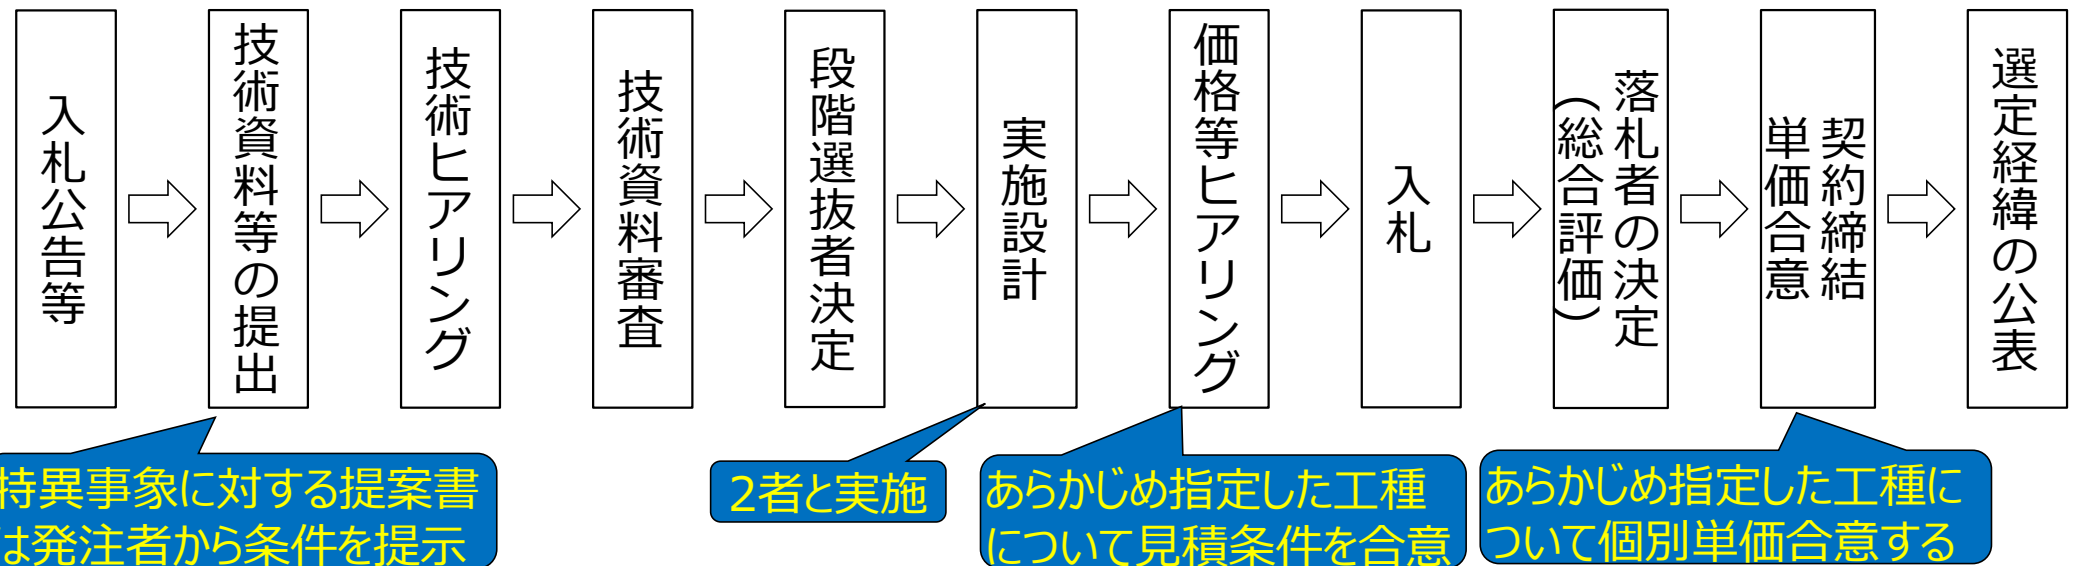 入札公告等
技術資料等の提出
技術ヒアリング
技術資料審査
段階選抜者決定
実施設計
価格等ヒアリング
入札
落札者の決定
（総合評価）
契約締結
単価合意
選定経緯の公表
特異事象に対する提案書
は発注者から条件を提示
2者と実施
あらかじめ指定した工種
について見積条件を合意
あらかじめ指定した工種に
ついて個別単価合意する